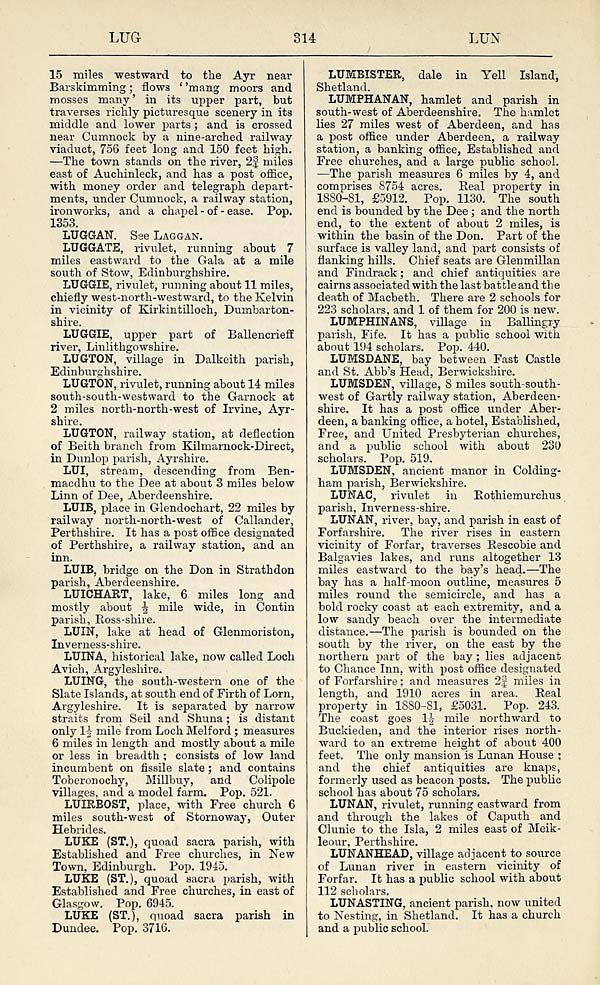 LUG 314 LUN
15 miles westward to the Ayr near
Barskimming; flows ‘'mang moors and
mosses many’ in its upper part, but
traverses richly picturesque scenery in its
middle and lower parts; and is crossed
near Cumnock by a nine-arched railway
viaduct, 756 feet long and 150 feet high.
—The town stands on the river, 2¾ miles
east of Auchinleck, and has a post office,
with money order and telegraph depart-
ments, under Cumnock, a railway station,
ironworks, and a chapel-of-ease. Pop.
1353.
LUGGAN. See LAGGAN.
LUGGATE, rivulet, running about 7
miles eastward to the Gala at a mile
south of Stow, Edinburghshire.
LUGGIE, rivulet, running about 11 miles,
chiefly west-north-westward, to the Kelvin
in vicinity of Kirkintilloch, Dumbarton-
shire.
LUGGIE, upper part of Ballencrieff
river, Linlithgowshire.
LUGTON, village in Dalkeith parish,
Edinburghshire.
LUGTON, rivulet, running about 14 miles
south-south-westward to the Garnock at
2 miles north-north-west of Irvine, Ayr-
shire.
LUGTON, railway station, at deflection
of Beith branch from Kilmarnock-Direct,
in Dunlop parish, Ayrshire.
LUI, stream, descending from Ben-
macdhu to the Dee at about 3 miles below
Linn of Dee, Aberdeenshire.
LUIB, place in Glendochart, 22 miles by
railway north-north-west of Callander,
Perthshire. It has a post office designated
of Perthshire, a railway station, and an
inn.
LUIB, bridge on the Don in Strathdon
parish, Aberdeenshire.
LUICHART, lake, 6 miles long and
mostly about ½ mile wide, in Contin
parish, Ross-shire.
LUIN, lake at head of Glenmoriston,
Inverness-shire.
LUINA, historical lake, now called Loch
Avich, Argyleshire.
LUING, the south-western one of the
Slate Islands, at south end of Firth of Lorn,
Argyleshire. It is separated by narrow
straits from Seil and Shuna; is distant
only 1½ mile from Loch Melford; measures
6 miles in length and mostly about a mile
or less in breadth; consists of low land
incumbent on fissile slate; and contains
Toberonochy, Millbuy, and Colipole
villages, and a model farm. Pop. 521.
LUIRBOST, place, with Free church 6
miles south-west of Stornoway, Outer
Hebrides.
LUKE (ST.), quoad sacra parish, with
Established and Free churches, in New
Town, Edinburgh. Pop. 1945.
LUKE (ST.), quoad sacra parish, with
Established and Free churches, in east of
Glasgow. Pop. 6945.
LUKE (ST.), quoad sacra parish in
Dundee. Pop. 3716.
LUMBISTER, dale in Yell Island,
Shetland.
LUMPHANAN, hamlet and parish in
south-west of Aberdeenshire. The hamlet
lies 27 miles west of Aberdeen, and has
a post office under Aberdeen, a railway
station, a banking office, Established and
Free churches, and a large public school.
—The parish measures 6 miles by 4, and
comprises 8754 acres. Real property in
1880-81, £5912. Pop. 1130. The south
end is bounded by the Dee; and the north
end, to the extent of about 2 miles, is
within the basin of the Don. Part of the
surface is valley land, and part consists of
flanking hills. Chief seats are Glenmillan
and Findrack; and chief antiquities are
cairns associated with the last battle and the
death of Macbeth. There are 2 schools for
223 scholars, and 1 of them for 200 is new.
LUMPHINANS, village in Ballingry
parish, Fife. It has a public school with
about 194 scholars. Pop. 440.
LUMSDANE, bay between Fast Castle
and St. Abb's Head, Berwickshire.
LUMSDEN, village, 8 miles south-south-
west of Gartly railway station, Aberdeen-
shire. It has a post office under Aber-
deen, a banking office, a hotel, Established,
Free, and United Presbyterian churches,
and a public school with about 230
scholars. Pop. 519.
LUMSDEN, ancient manor in Colding-
ham parish, Berwickshire.
LUNAC, rivulet in Rothiemurchus
parish, Inverness-shire.
LUNAN, river, bay, and parish in east of
Forfarshire. The river rises in eastern
vicinity of Forfar, traverses Rescobie and
Balgavies lakes, and runs altogether 13
miles eastward to the bay's head.—The
bay has a half-moon outline, measures 5
miles round the semicircle, and has a
bold rocky coast at each extremity, and a
low sandy beach over the intermediate
distance.—The parish is bounded on the
south by the river, on the east by the
northern part of the bay; lies adjacent
to Chance Inn, with post office designated
of Forfarshire; and measures 2¾ miles in
length, and 1910 acres in area. Real
property in 1880-81, £5031. Pop. 243.
The coast goes 1½ mile northward to
Buckieden, and the interior rises north-
ward to an extreme height of about 400
feet. The only mansion is Lunan House;
and the chief antiquities are knaps,
formerly used as beacon posts. The public
school has about 75 scholars.
LUNAN, rivulet, running eastward from
and through the lakes of Caputh and
Clunie to the Isla, 2 miles east of Meik-
leour, Perthshire.
LUNANHEAD, village adjacent to source
of Lunan river in eastern vicinity of
Forfar. It has a public school with about
112 scholars.
LUNASTING, ancient parish, now united
to Nesting, in Shetland. It has a church
and a public school.